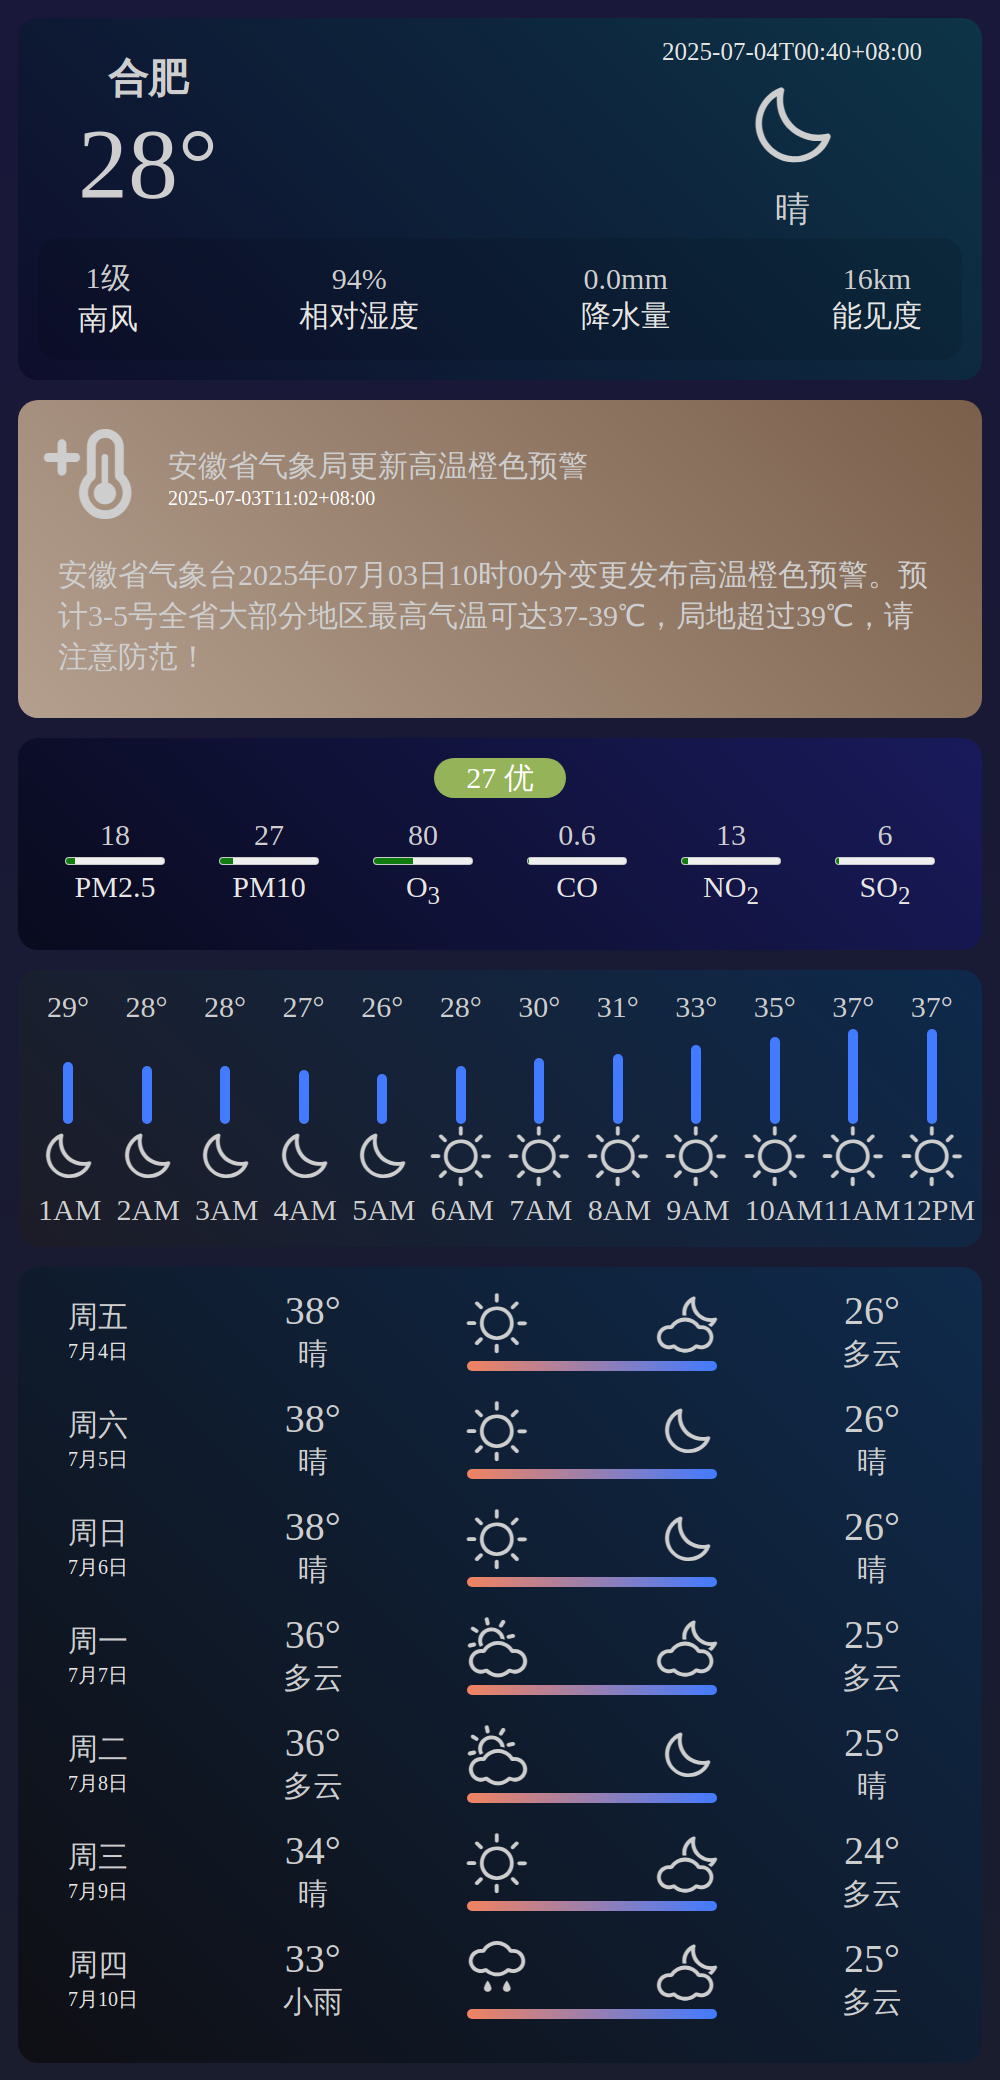 合肥
28°
2025-07-04T00:40+08:00
晴
1级 94% 0.0mm 16km
南风 相对湿度 降水量 能见度
安徽省气象局更新高温橙色预警
2025-07-03T11:02+08:00
安徽省气象台2025年07月03日10时00分变更发布高温橙色预警。预
计3-5号全省大部分地区最高气温可达37-39℃，局地超过39℃，请
注意防范！
27 优
18 27 80 0.6 13 6
PM2.5 PM10 O3 CO NO2 SO2
29° 28° 28° 27° 26° 28° 30° 31° 33° 35° 37° 37°
1AM 2AM 3AM 4AM 5AM 6AM 7AM 8AM 9AM 10AM 11AM 12PM
周五 38° 26°
7月4日 晴 多云
周六 38° 26°
7月5日 晴 晴
周日 38° 26°
7月6日 晴 晴
周一 36° 25°
7月7日 多云 多云
周二 36° 25°
7月8日 多云 晴
周三 34° 24°
7月9日 晴 多云
周四 33° 25°
7月10日 小雨 多云